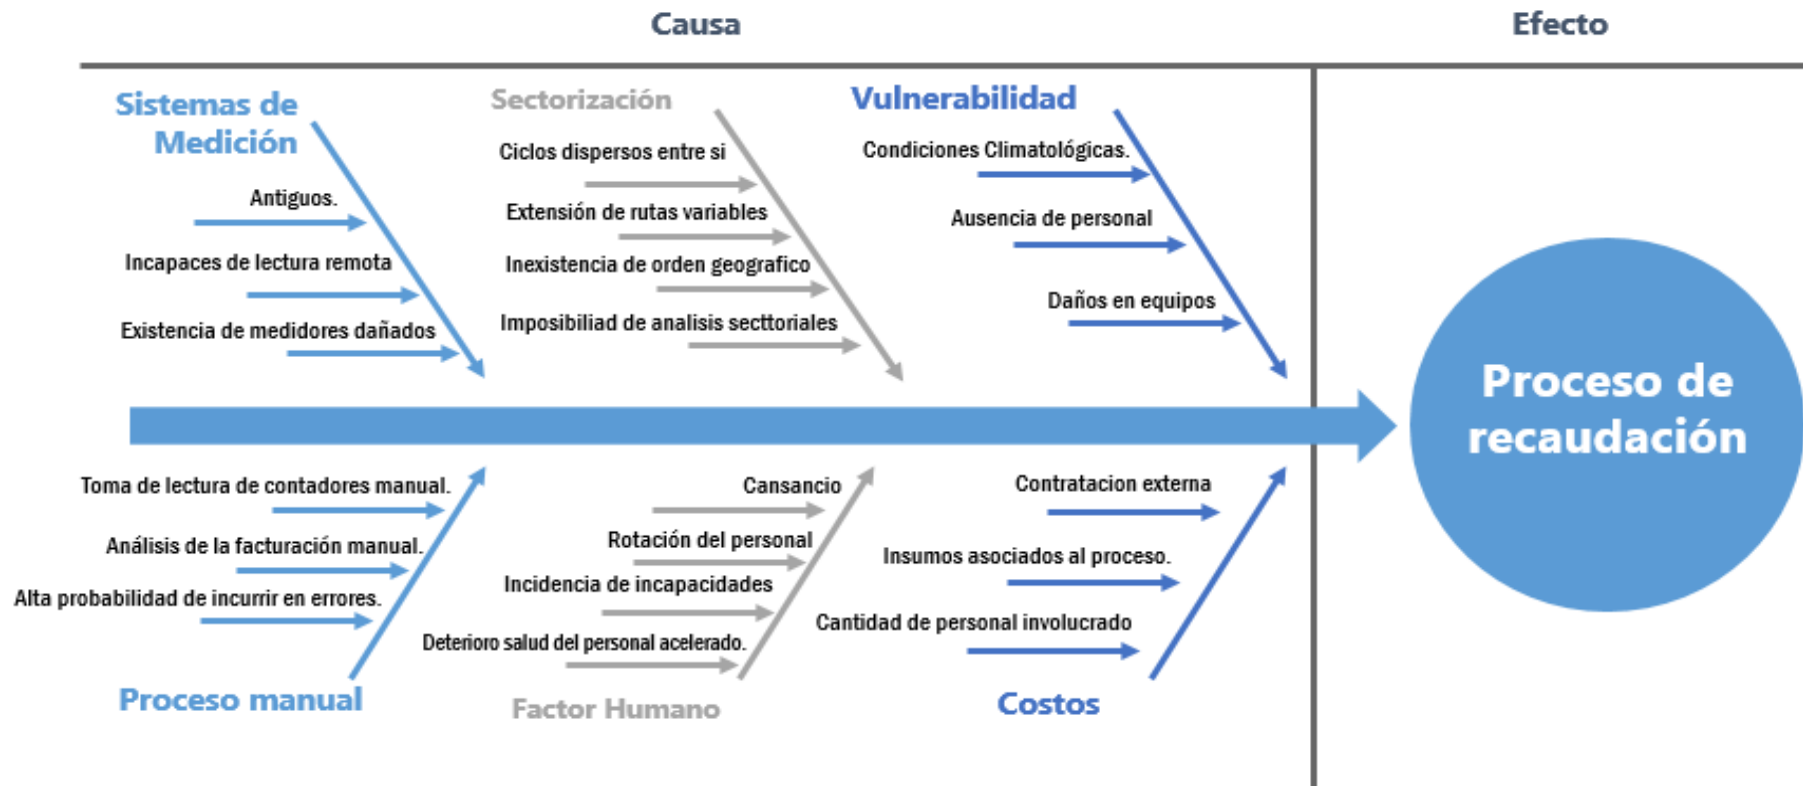 Causa
Efecto
Sistemas de
Medición
Antiguos.
Incapaces de lectura remota
Existencia de medidores dañados
Sectorización
Ciclos dispersos entre si
Extensión de rutas variables
Inexistencia de orden geografico
Imposibiliad de analisis secttoriales
Vulnerabilidad
Condiciones Climatológicas.
Ausencia de personal
Daños en equipos
Proceso de
recaudación
Toma de lectura de contadores manual.
Análisis de la facturación manual.
Alta probabilidad de incurrir en errores.
Proceso manual
Cansancio
Rotación del personal
Incidencia de incapacidades
Deterioro salud del personal acelerado.
Factor Humano
Contratacion externa
Insumos asociados al proceso.
Cantidad de personal involucrado
Costos